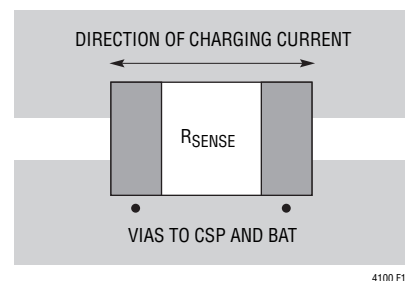 DIRECTION OF CHARGING CURRENT
RSENSE
VIAS TO CSP AND BAT
4100 F1